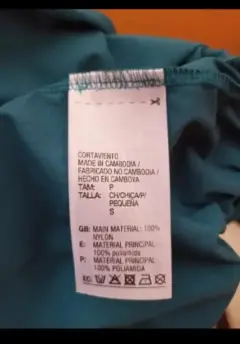 CORTAVIENTO
MADE IN CAMBODIA /
FABRICADO NO CAMBOJA /
HECHO EN CAMBOYA
TAM: P
TALLA: CH/CHICA/P/
PEQUEÑA
S
GB: MAIN MATERIAL: 100%
NYLON
E: MATERIAL PRINCIPAL:
100% poliamida
P: MATERIAL PRINCIPAL:
100% POLIAMIDA